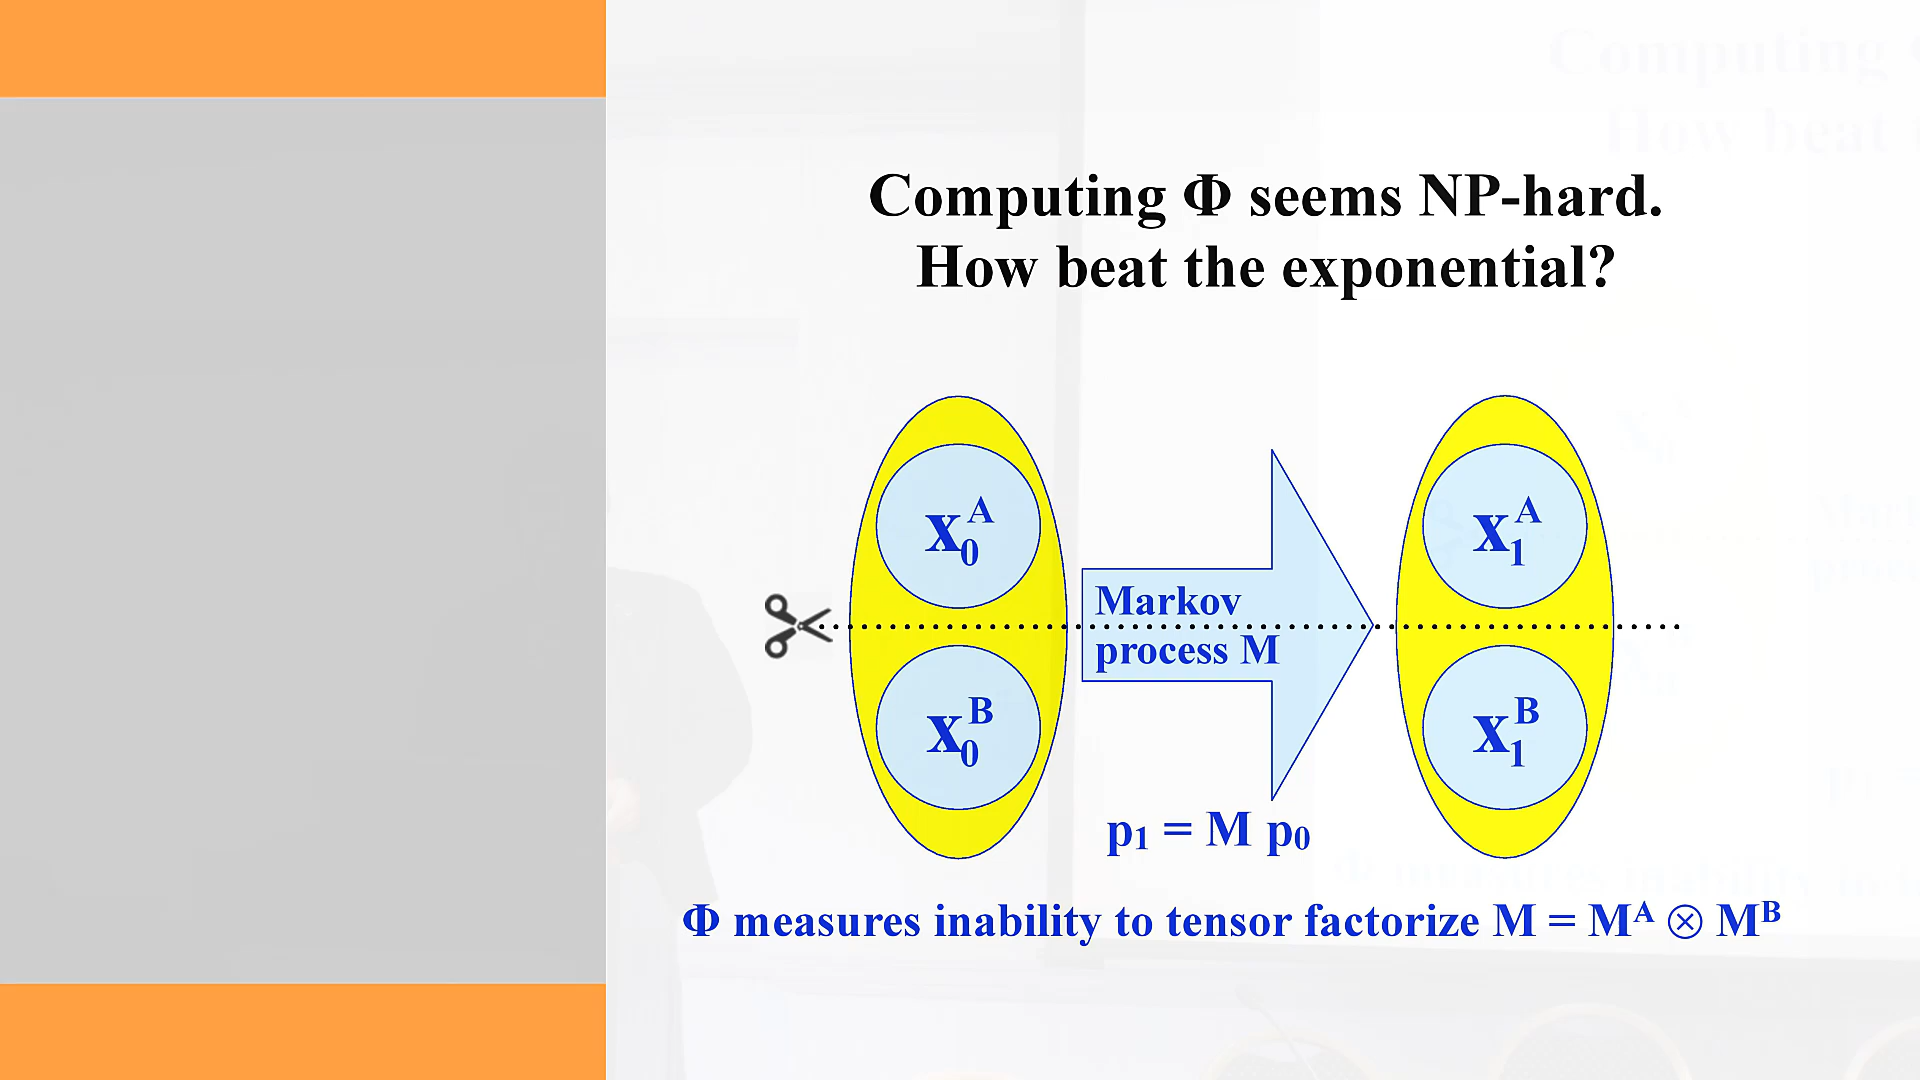 Computing Φ seems NP-hard.
How beat the exponential?
x₀ᴬ
x₁ᴬ
Markov
process M
x₀ᴮ
x₁ᴮ
p₁ = M p₀
Φ measures inability to tensor factorize M = Mᴬ ⊗ Mᴮ